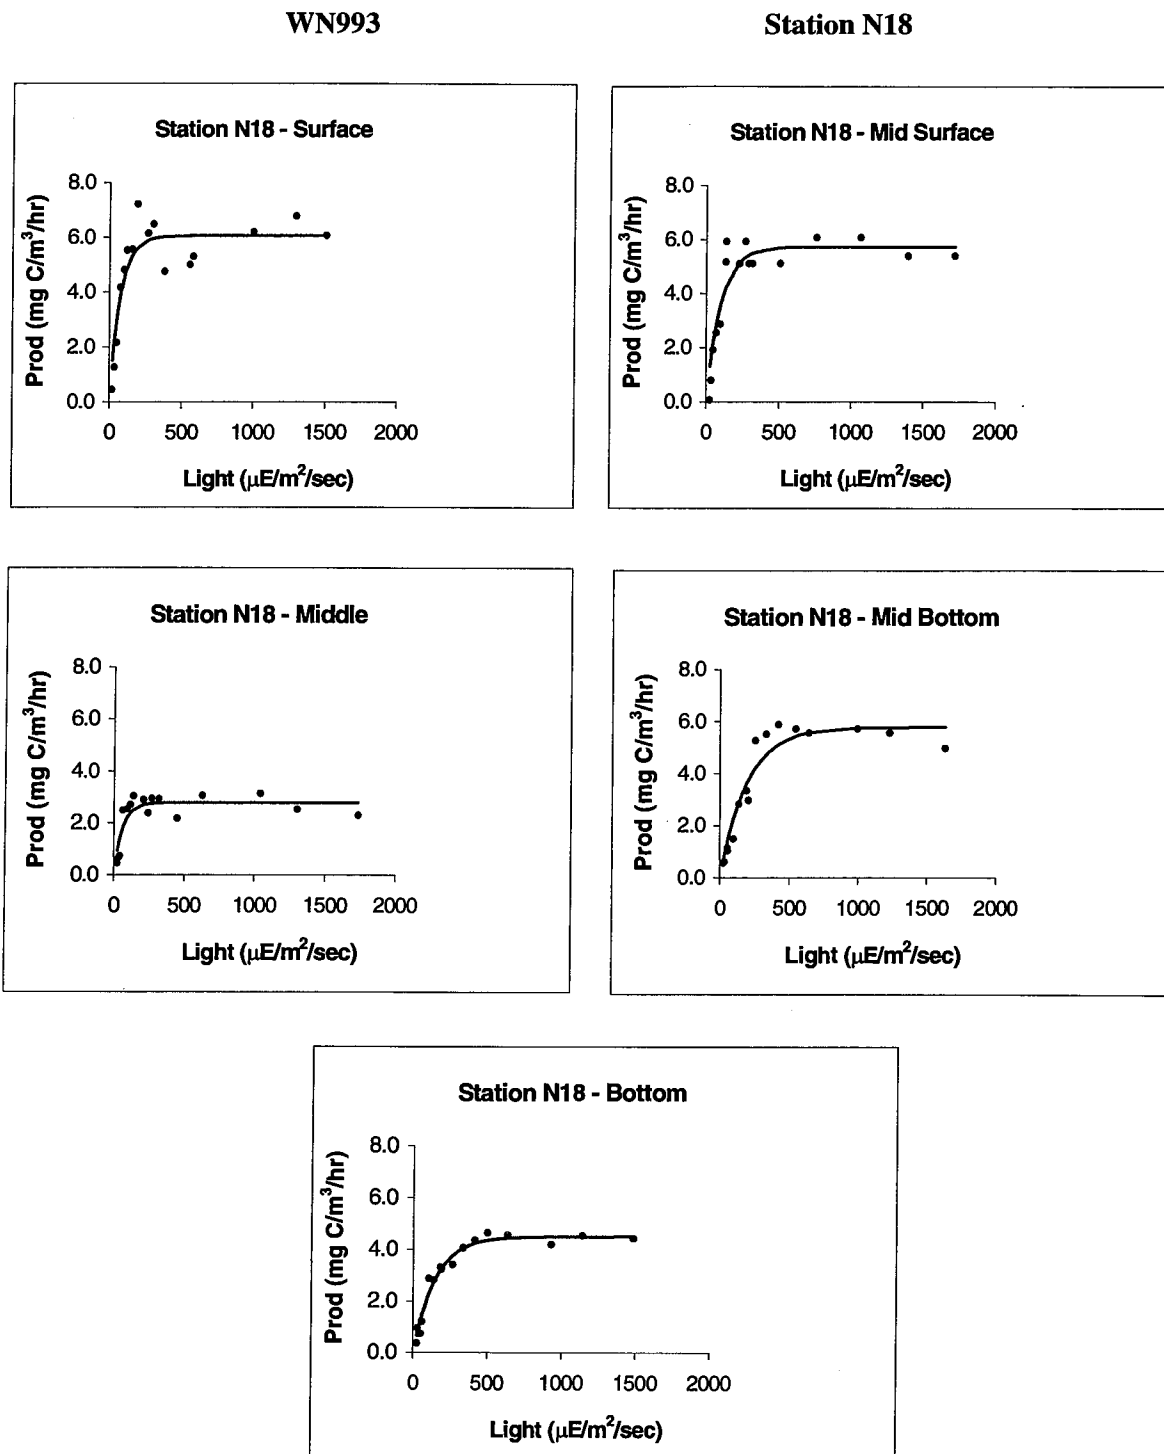 WN993
Station N18
Station N18 - Surface
Prod (mg C/m³/hr)
8.0
6.0
4.0
2.0
0.0
0 500 1000 1500 2000
Light (µE/m²/sec)
Station N18 - Mid Surface
Prod (mg C/m³/hr)
8.0
6.0
4.0
2.0
0.0
0 500 1000 1500 2000
Light (µE/m²/sec)
Station N18 - Middle
Prod (mg C/m³/hr)
8.0
6.0
4.0
2.0
0.0
0 500 1000 1500 2000
Light (µE/m²/sec)
Station N18 - Mid Bottom
Prod (mg C/m³/hr)
8.0
6.0
4.0
2.0
0.0
0 500 1000 1500 2000
Light (µE/m²/sec)
Station N18 - Bottom
Prod (mg C/m³/hr)
8.0
6.0
4.0
2.0
0.0
0 500 1000 1500 2000
Light (µE/m²/sec)